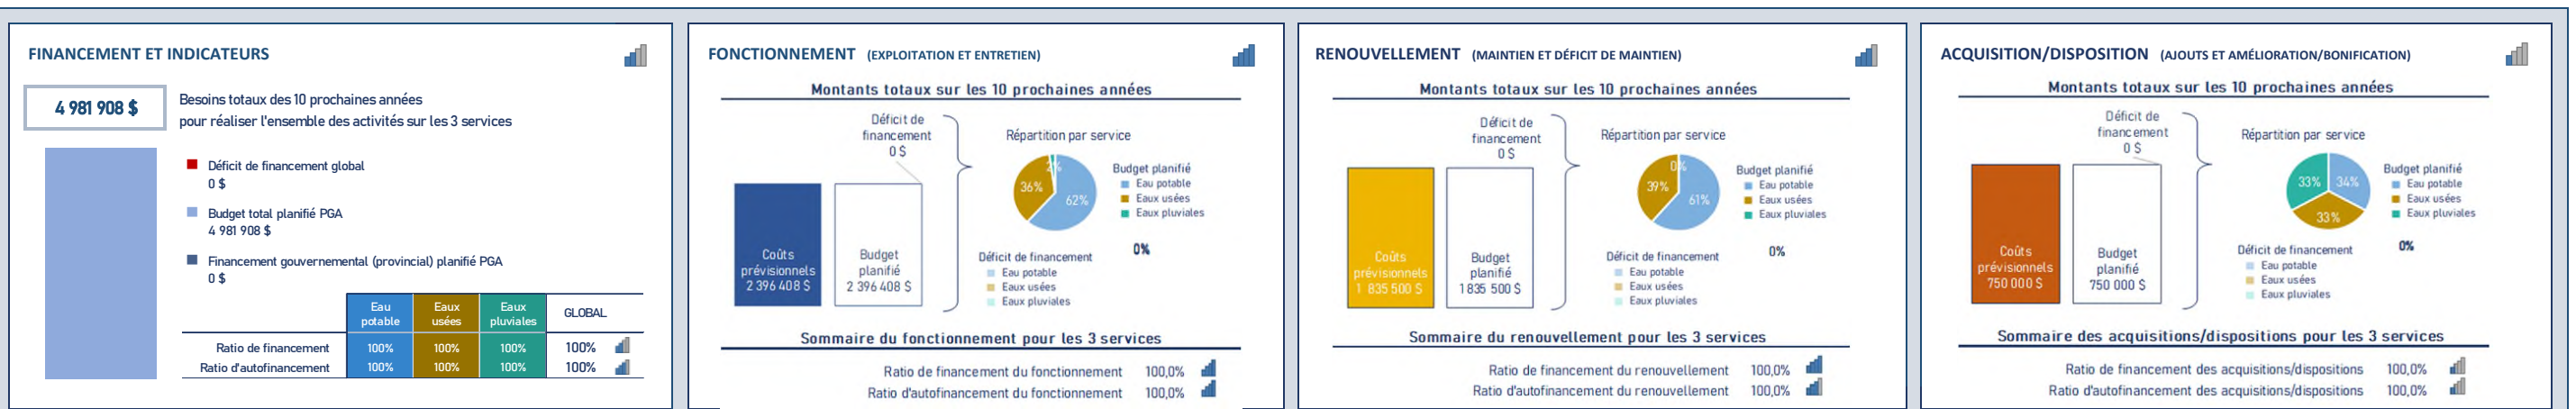 FINANCEMENT ET INDICATEURS
4 981 908 $
Besoins totaux des 10 prochaines années
pour réaliser l'ensemble des activités sur les 3 services
Déficit de financement global
0 $
Budget total planifié PGA
4 981 908 $
Financement gouvernemental (provincial) planifié PGA
0 $
Eau potable Eaux usées Eaux pluviales GLOBAL
Ratio de financement 100% 100% 100% 100%
Ratio d'autofinancement 100% 100% 100% 100%
FONCTIONNEMENT (EXPLOITATION ET ENTRETIEN)
Montants totaux sur les 10 prochaines années
Déficit de
financement
0 $
Coûts
prévisionnels
2 396 408 $
Budget
planifié
2 396 408 $
Répartition par service
2%
36%
62%
Budget planifié
Eau potable
Eaux usées
Eaux pluviales
0%
Déficit de financement
Eau potable
Eaux usées
Eaux pluviales
Sommaire du fonctionnement pour les 3 services
Ratio de financement du fonctionnement 100,0%
Ratio d'autofinancement du fonctionnement 100,0%
RENOUVELLEMENT (MAINTIEN ET DÉFICIT DE MAINTIEN)
Montants totaux sur les 10 prochaines années
Déficit de
financement
0 $
Coûts
prévisionnels
1 835 500 $
Budget
planifié
1 835 500 $
Répartition par service
0%
39%
61%
Budget planifié
Eau potable
Eaux usées
Eaux pluviales
0%
Déficit de financement
Eau potable
Eaux usées
Eaux pluviales
Sommaire du renouvellement pour les 3 services
Ratio de financement du renouvellement 100,0%
Ratio d'autofinancement du renouvellement 100,0%
ACQUISITION/DISPOSITION (AJOUTS ET AMÉLIORATION/BONIFICATION)
Montants totaux sur les 10 prochaines années
Déficit de
financement
0 $
Coûts
prévisionnels
750 000 $
Budget
planifié
750 000 $
Répartition par service
33%
34%
33%
Budget planifié
Eau potable
Eaux usées
Eaux pluviales
0%
Déficit de financement
Eau potable
Eaux usées
Eaux pluviales
Sommaire des acquisitions/dispositions pour les 3 services
Ratio de financement des acquisitions/dispositions 100,0%
Ratio d'autofinancement des acquisitions/dispositions 100,0%